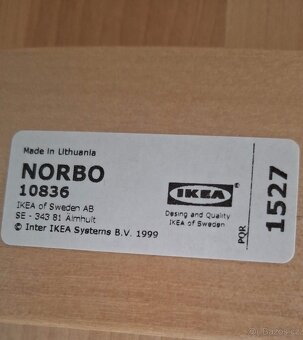 Made in Lithuania
NORBO
10836
IKEA of Sweden AB
SE - 343 81 Älmhult
© Inter IKEA Systems B.V. 1999
IKEA
Desing and Quality
IKEA of Sweden
PQR
1527